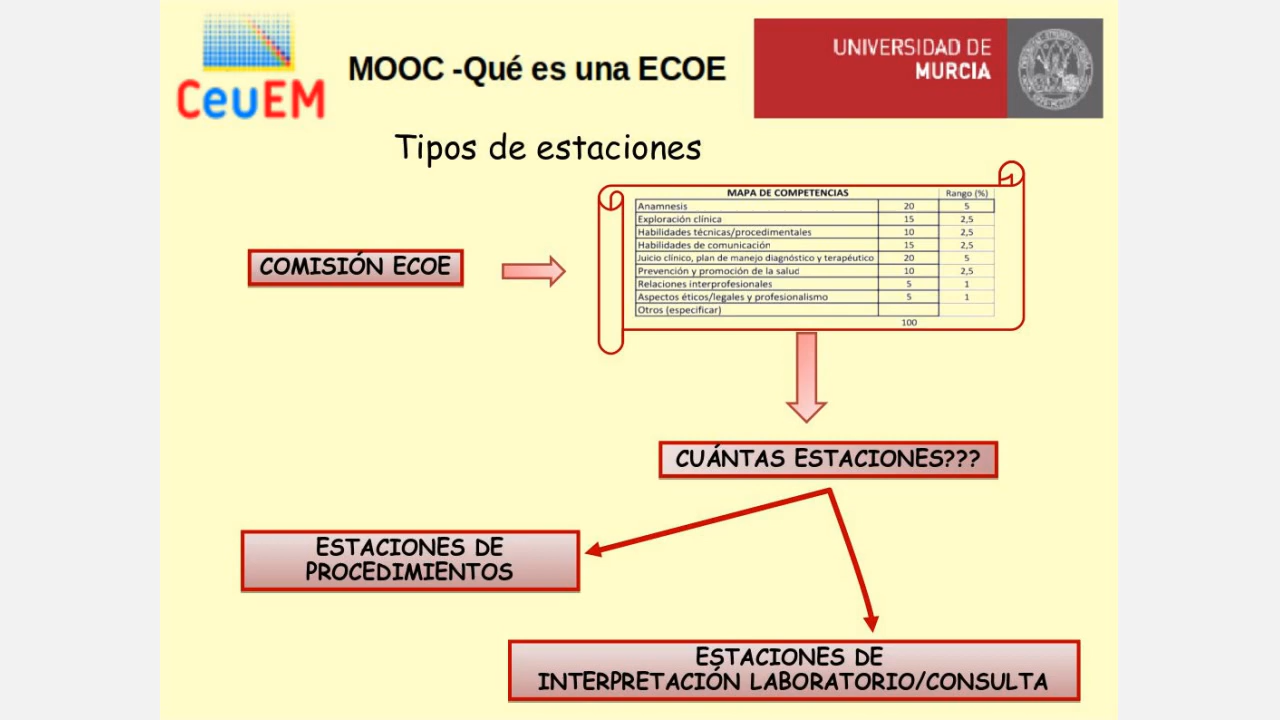 CeuEM
MOOC -Qué es una ECOE
UNIVERSIDAD DE
MURCIA
Tipos de estaciones
COMISIÓN ECOE
MAPA DE COMPETENCIAS Rango (%)
Anamnesis 20 5
Exploración clínica 15 2,5
Habilidades técnicas/procedimentales 10 2,5
Habilidades de comunicación 15 2,5
Juicio clínico, plan de manejo diagnóstico y terapéutico 20 5
Prevención y promoción de la salud 10 2,5
Relaciones interprofesionales 5 1
Aspectos éticos/legales y profesionalismo 5 1
Otros (especificar)
100
CUÁNTAS ESTACIONES???
ESTACIONES DE
PROCEDIMIENTOS
ESTACIONES DE
INTERPRETACIÓN LABORATORIO/CONSULTA